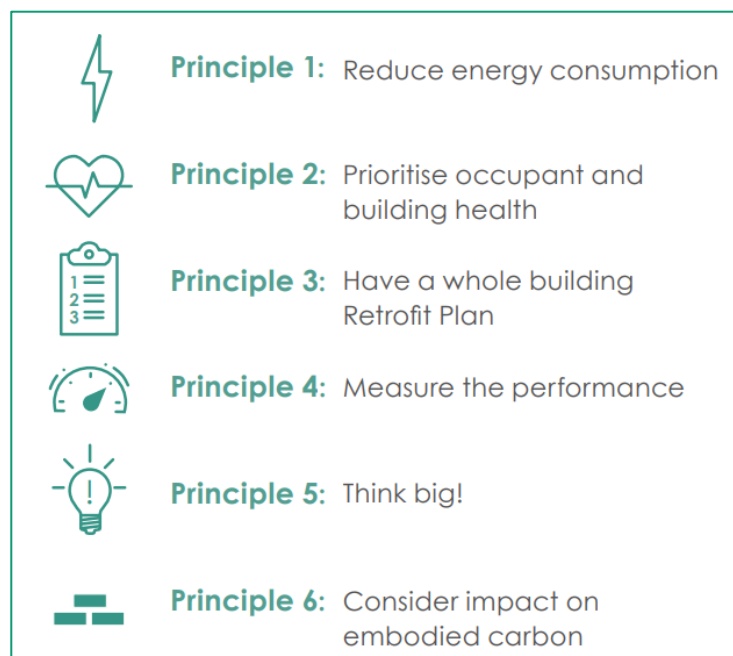 Principle 1: Reduce energy consumption
Principle 2: Prioritise occupant and
building health
1
2
3
Principle 3: Have a whole building
Retrofit Plan
Principle 4: Measure the performance
!
Principle 5: Think big!
Principle 6: Consider impact on
embodied carbon